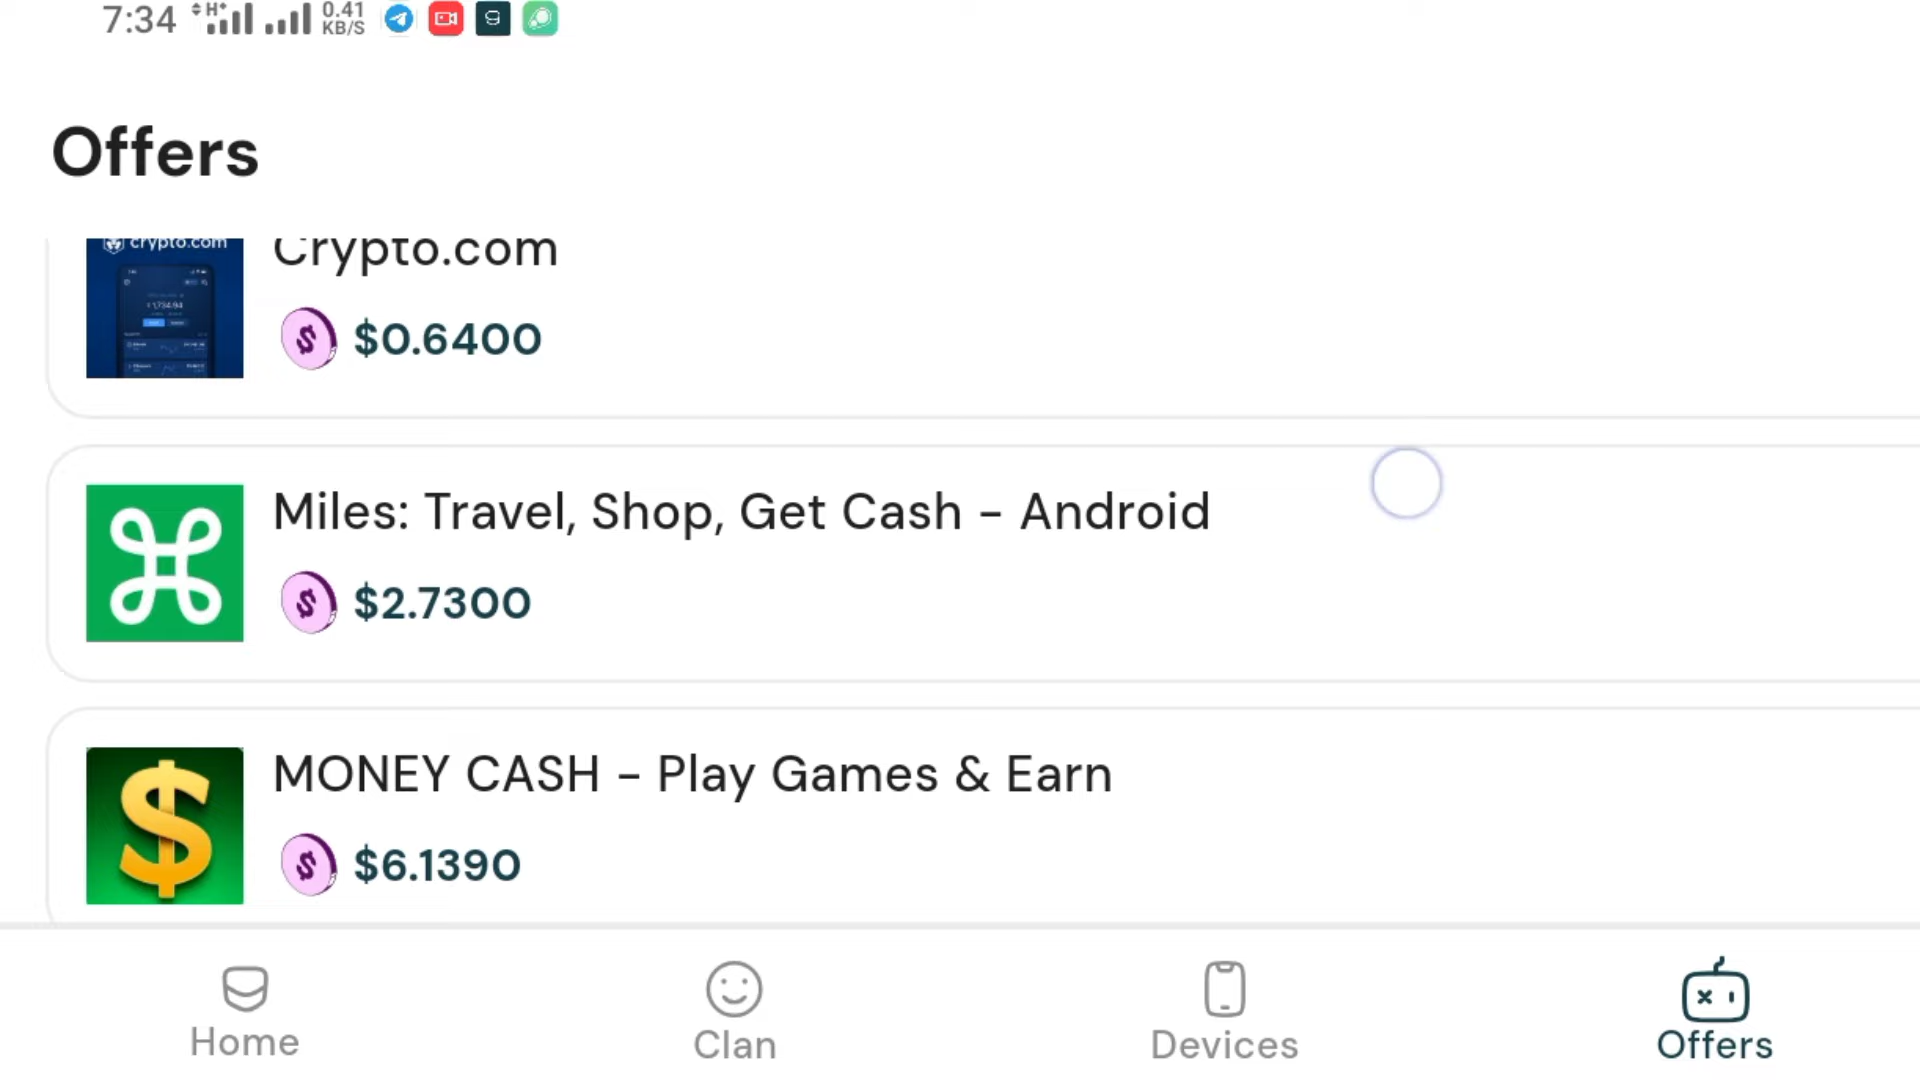 7:34 H+ 0.41 KB/S
Offers
crypto.com
Crypto.com
$ $0.6400
Miles: Travel, Shop, Get Cash - Android
$ $2.7300
MONEY CASH - Play Games & Earn
$ $6.1390
Home Clan Devices Offers